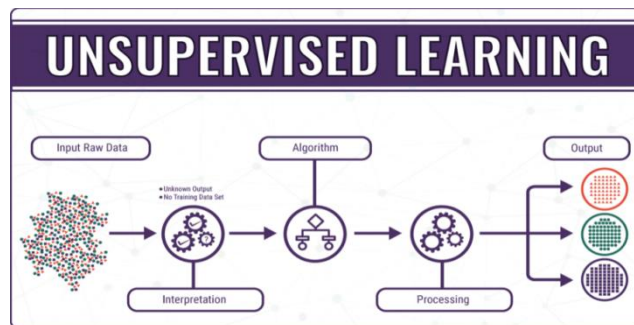 UNSUPERVISED LEARNING
Input Raw Data
Algorithm
Output
• Unknown Output
• No Training Data Set
Interpretation
Processing